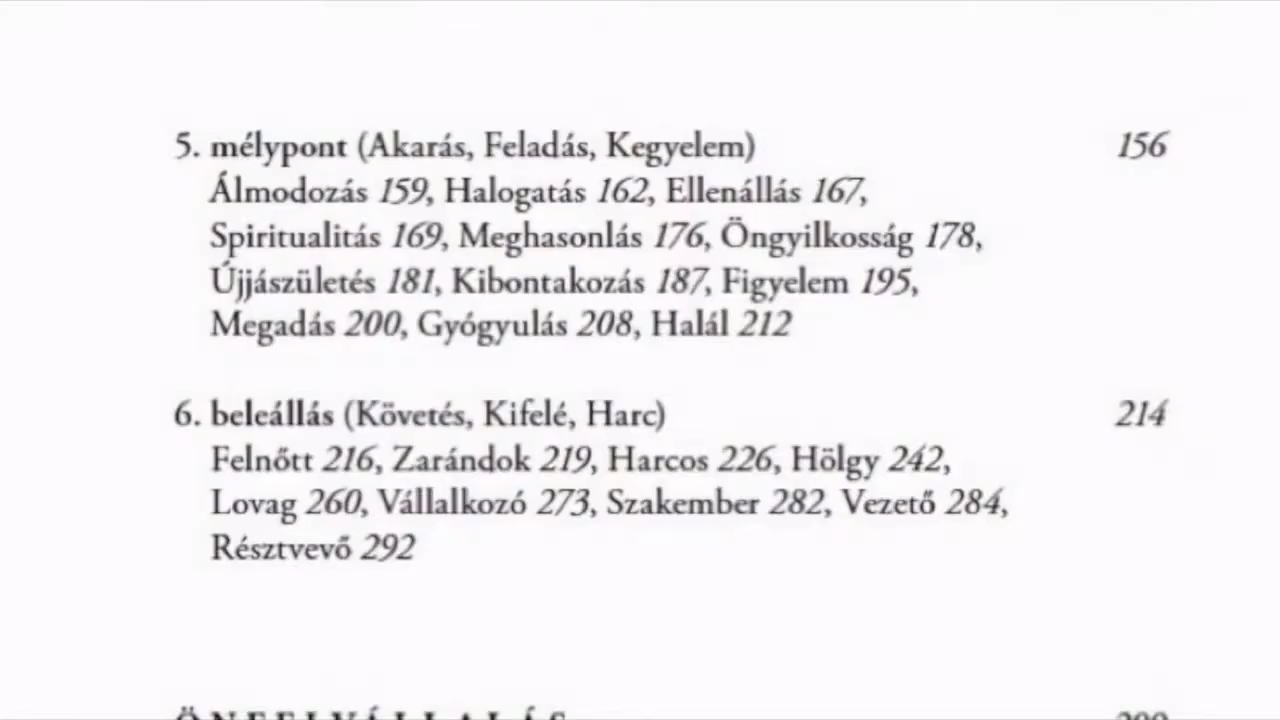 5. mélypont (Akarás, Feladás, Kegyelem) 156
Álmodozás 159, Halogatás 162, Ellenállás 167,
Spiritualitás 169, Meghasonlás 176, Öngyilkosság 178,
Újjászületés 181, Kibontakozás 187, Figyelem 195,
Megadás 200, Gyógyulás 208, Halál 212
6. beleállás (Követés, Kifelé, Harc) 214
Felnőtt 216, Zarándok 219, Harcos 226, Hölgy 242,
Lovag 260, Vállalkozó 273, Szakember 282, Vezető 284,
Résztvevő 292